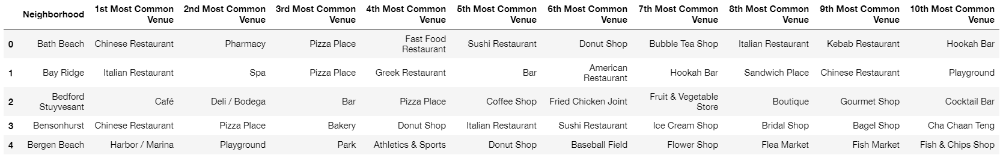 Neighborhood 1st Most Common Venue 2nd Most Common Venue 3rd Most Common Venue 4th Most Common Venue 5th Most Common Venue 6th Most Common Venue 7th Most Common Venue 8th Most Common Venue 9th Most Common Venue 10th Most Common Venue
0 Bath Beach Chinese Restaurant Pharmacy Pizza Place Fast Food Restaurant Sushi Restaurant Donut Shop Bubble Tea Shop Italian Restaurant Kebab Restaurant Hookah Bar
1 Bay Ridge Italian Restaurant Spa Pizza Place Greek Restaurant Bar American Restaurant Hookah Bar Sandwich Place Chinese Restaurant Playground
2 Bedford Stuyvesant Café Deli / Bodega Bar Pizza Place Coffee Shop Fried Chicken Joint Fruit & Vegetable Store Boutique Gourmet Shop Cocktail Bar
3 Bensonhurst Chinese Restaurant Pizza Place Bakery Donut Shop Italian Restaurant Sushi Restaurant Ice Cream Shop Bridal Shop Bagel Shop Cha Chaan Teng
4 Bergen Beach Harbor / Marina Playground Park Athletics & Sports Donut Shop Baseball Field Flower Shop Flea Market Fish Market Fish & Chips Shop